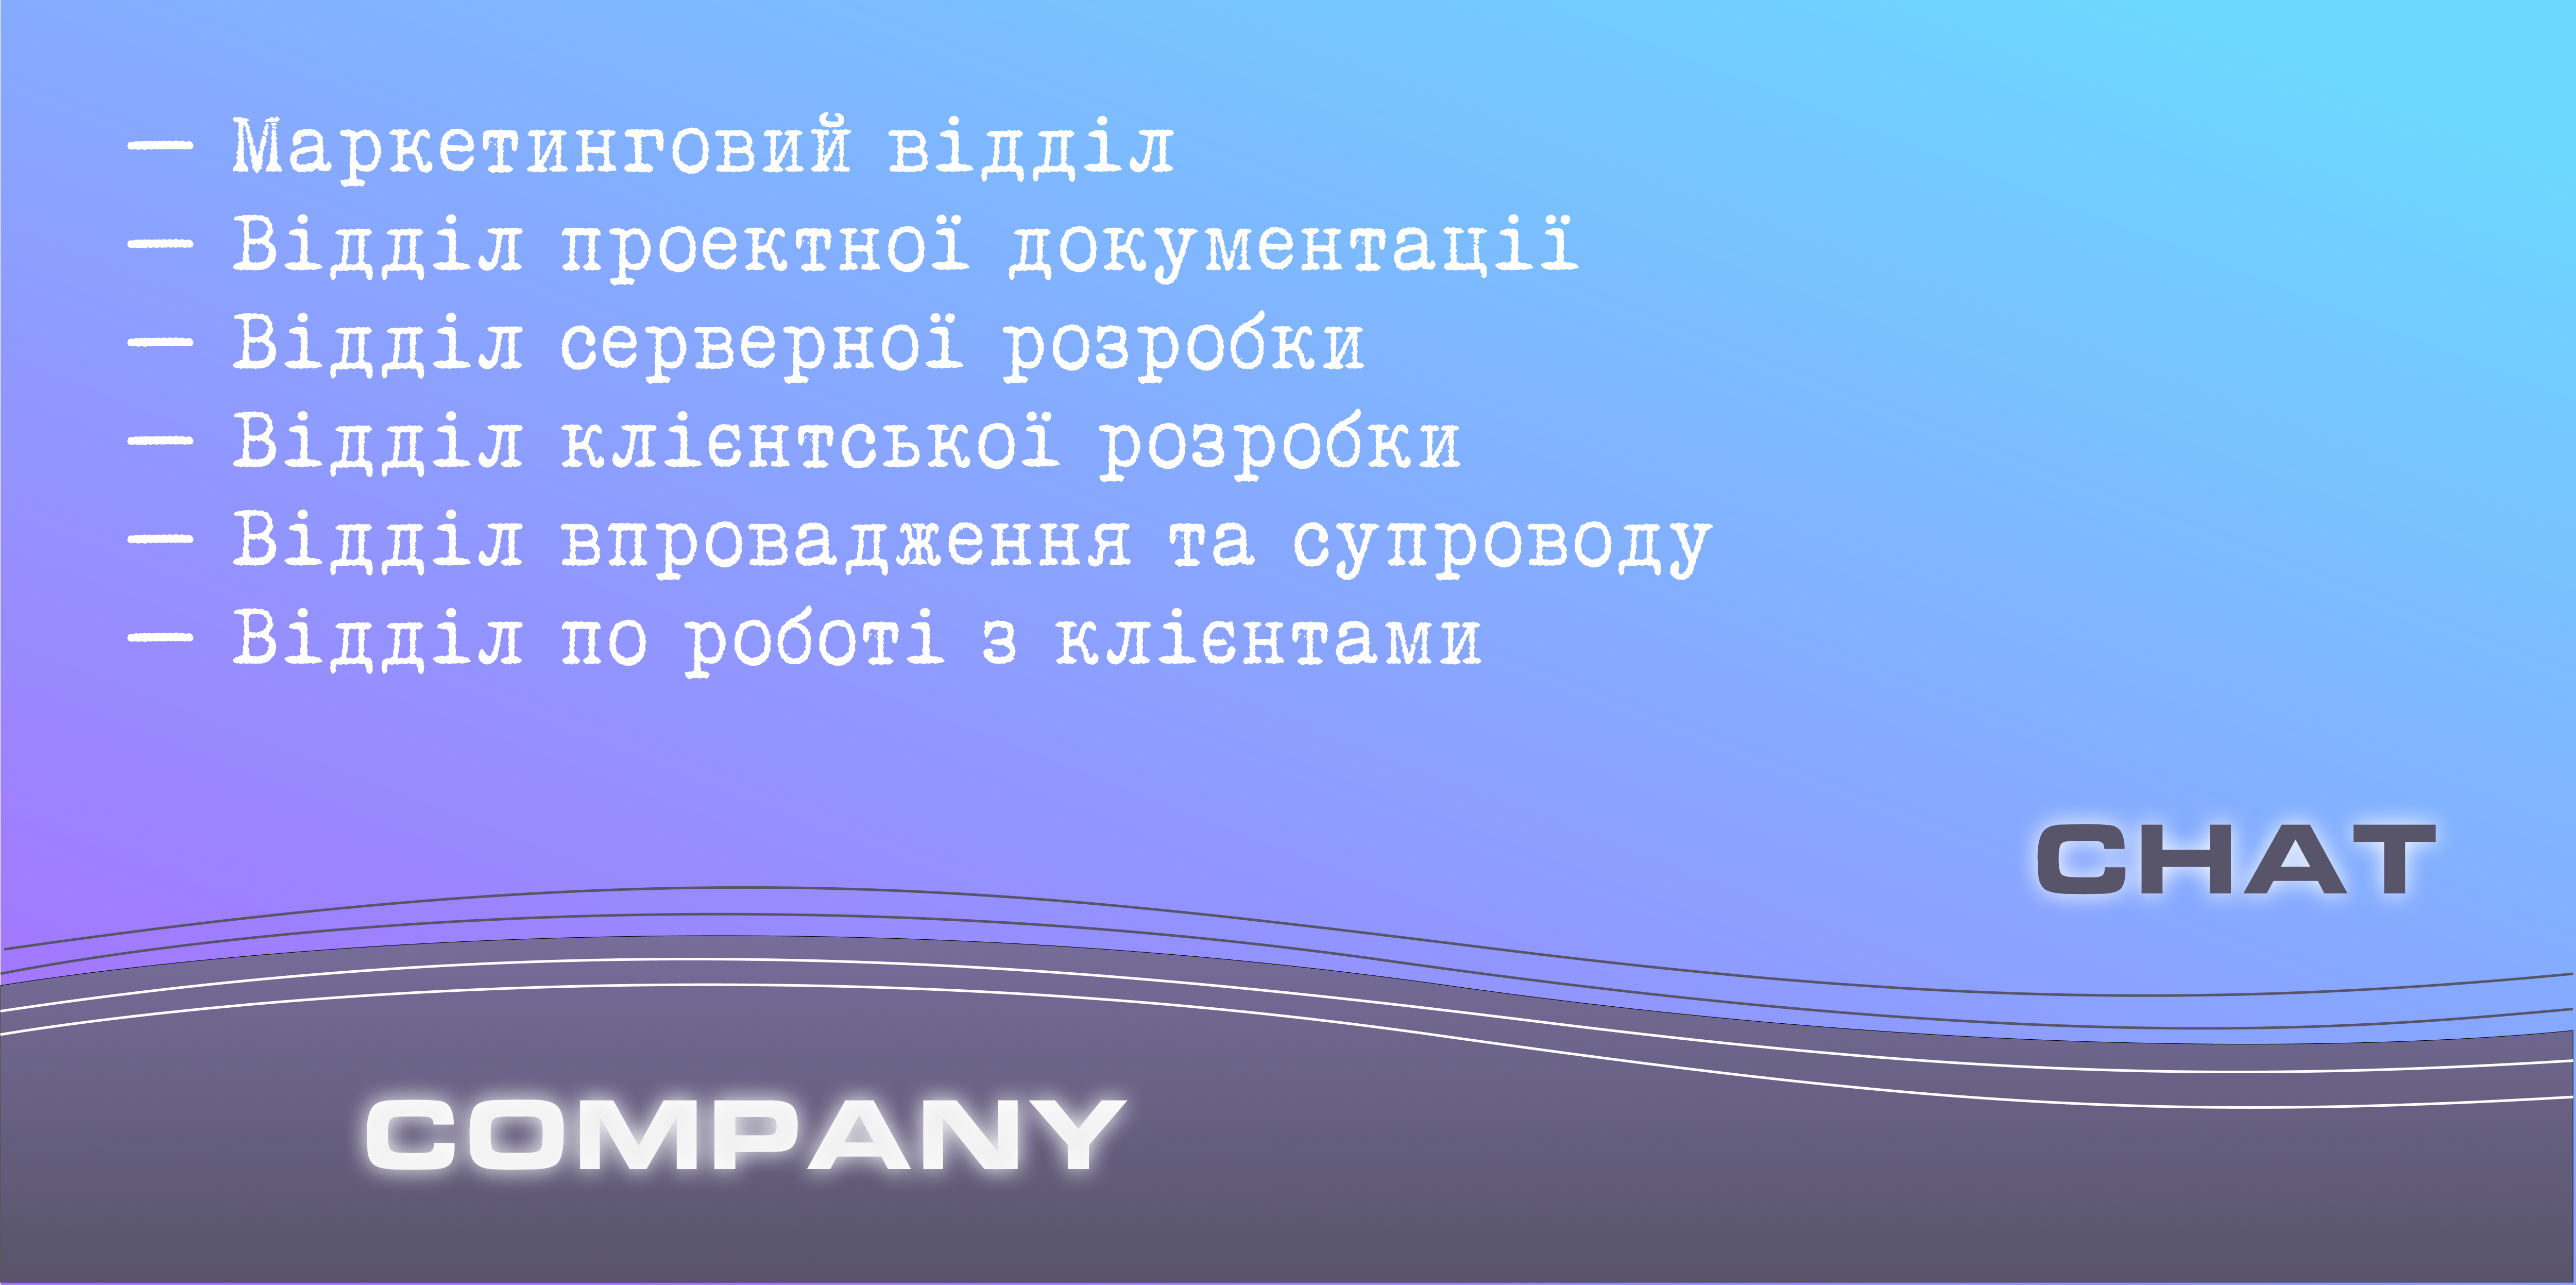 — Маркетинговий відділ
— Відділ проектної документації
— Відділ серверної розробки
— Відділ клієнтської розробки
— Відділ впровадження та супроводу
— Відділ по роботі з клієнтами
CHAT
COMPANY